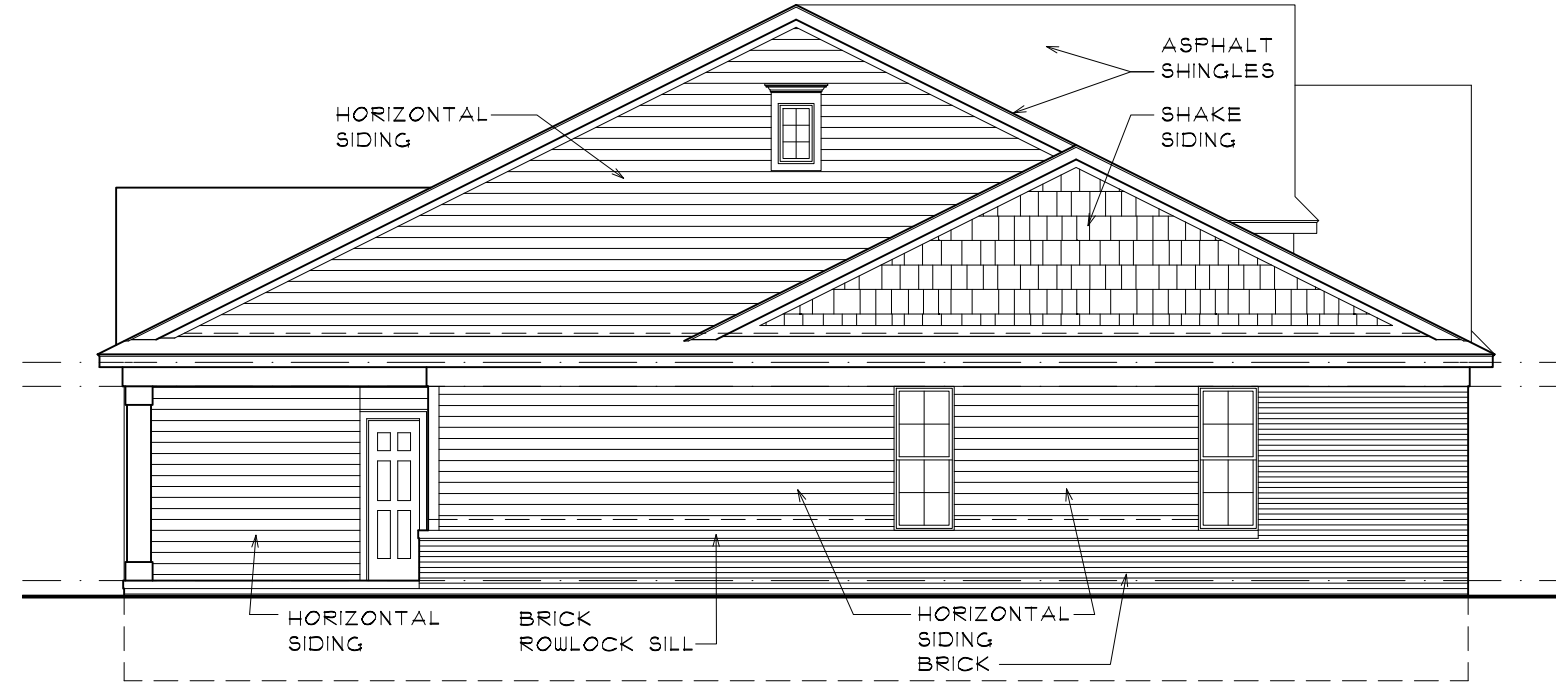 ASPHALT
SHINGLES
HORIZONTAL
SIDING
SHAKE
SIDING
HORIZONTAL
SIDING
BRICK
ROWLOCK SILL
HORIZONTAL
SIDING
BRICK